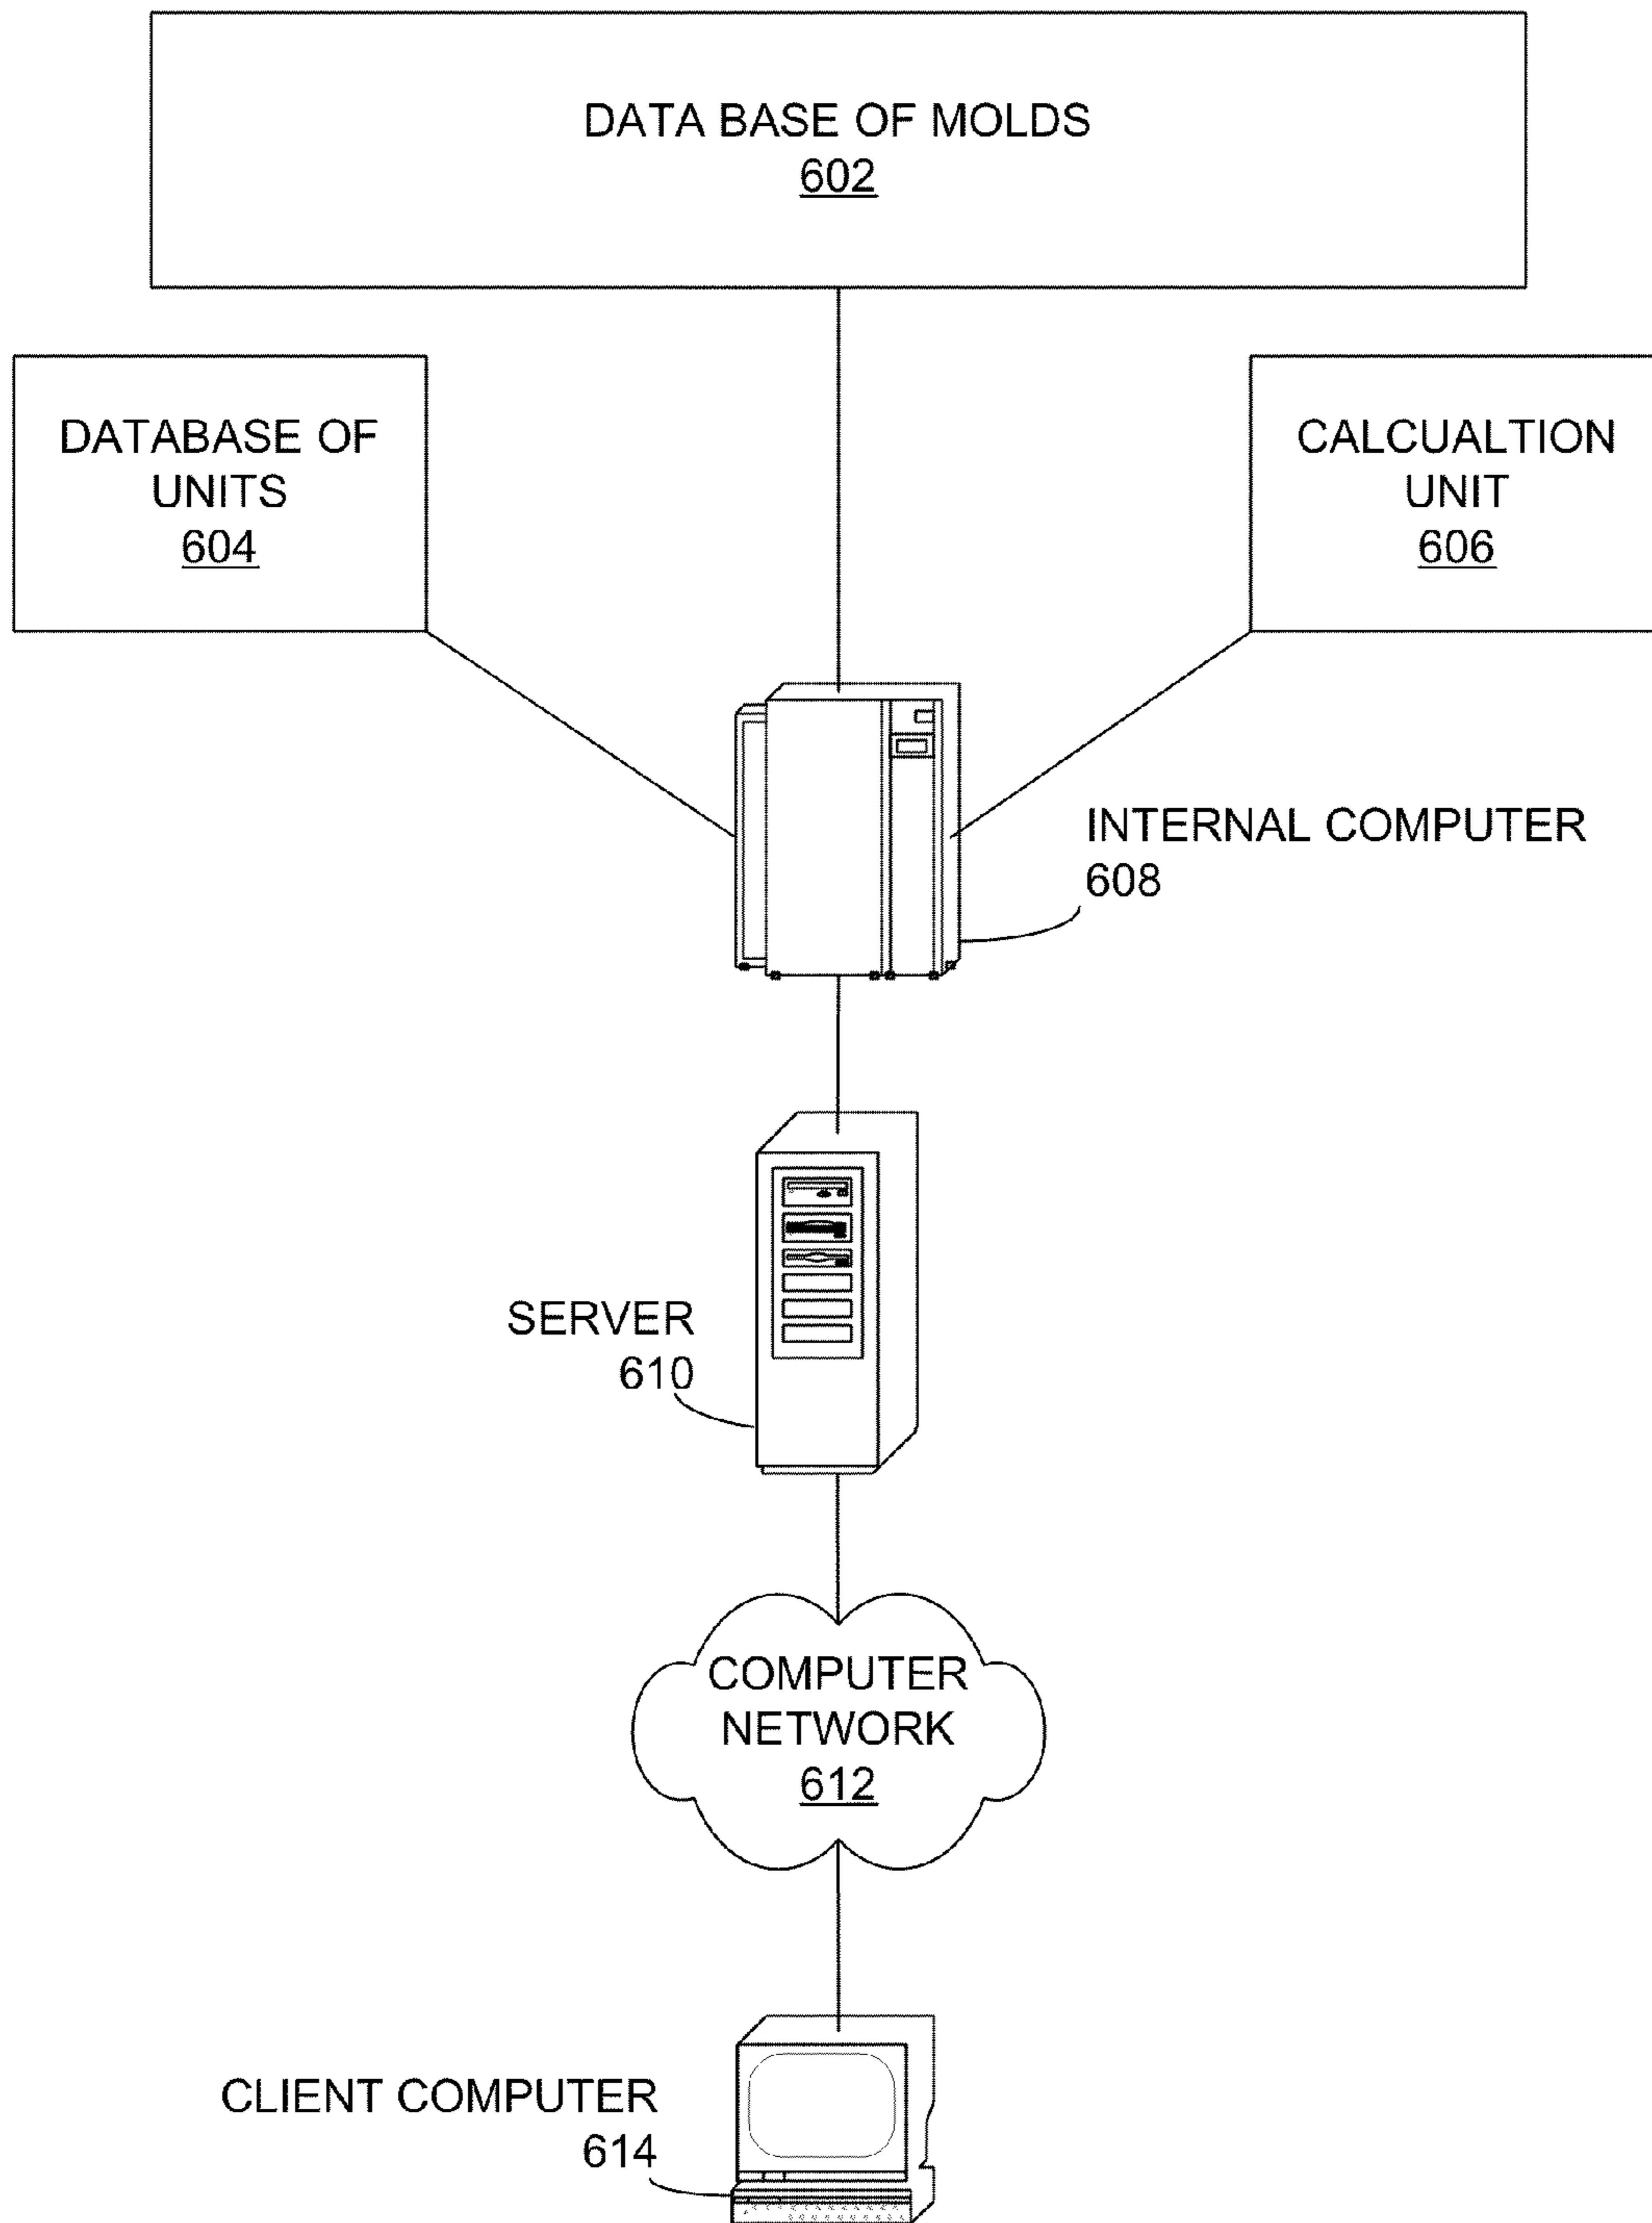 DATA BASE OF MOLDS
602
DATABASE OF
UNITS
604
CALCUALTION
UNIT
606
INTERNAL COMPUTER
608
SERVER
610
COMPUTER
NETWORK
612
CLIENT COMPUTER
614